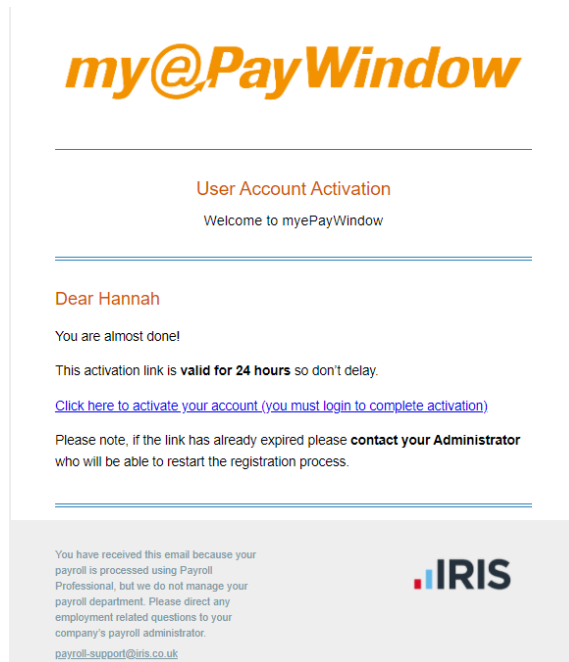 my@PayWindow
User Account Activation
Welcome to myePayWindow
Dear Hannah
You are almost done!
This activation link is valid for 24 hours so don't delay.
Click here to activate your account (you must login to complete activation)
Please note, if the link has already expired please contact your Administrator
who will be able to restart the registration process.
You have received this email because your
payroll is processed using Payroll
Professional, but we do not manage your
payroll department. Please direct any
employment related questions to your
company's payroll administrator.
payroll-support@iris.co.uk
IRIS